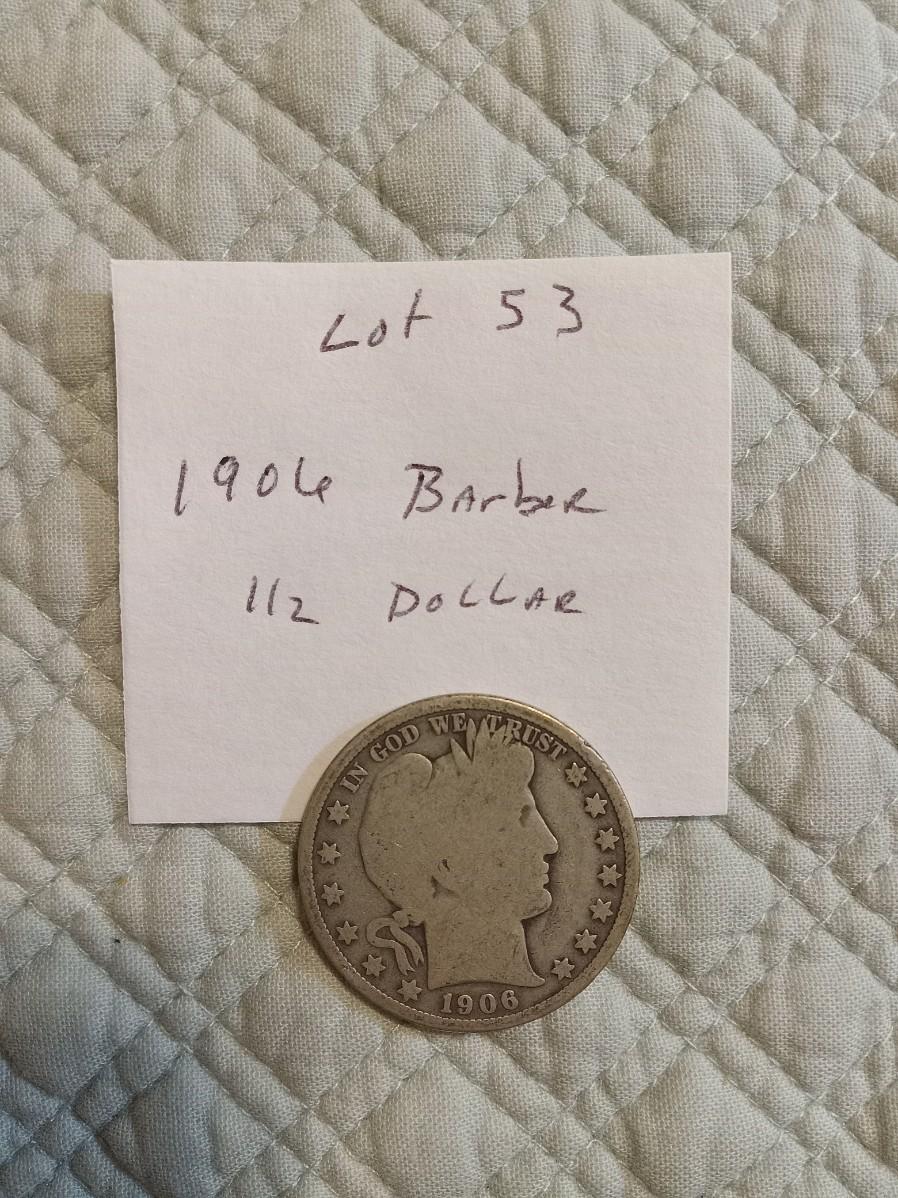 Lot 53
1906 Barber
1/2 DOLLAR
IN GOD WE TRUST
1906